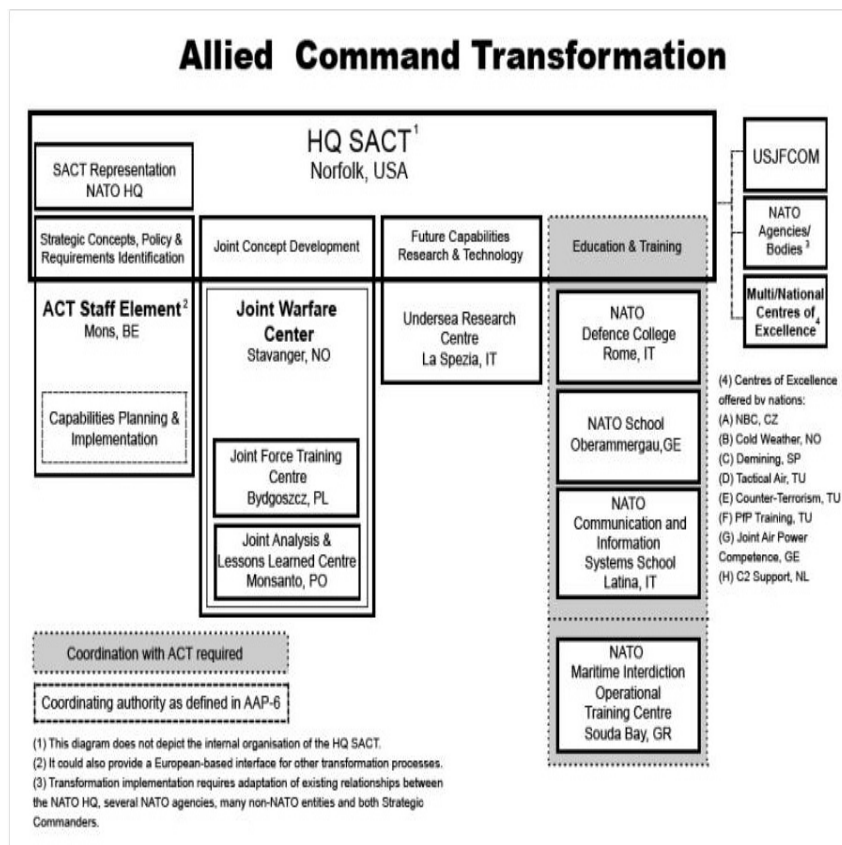 Allied Command Transformation
HQ SACT1
Norfolk, USA
SACT Representation
NATO HQ
Strategic Concepts, Policy &
Requirements Identification
Joint Concept Development
Future Capabilities
Research & Technology
Education & Training
USJFCOM
NATO
Agencies/
Bodies 3
Multi/National
Centres of
Excellence4
ACT Staff Element2
Mons, BE
Capabilities Planning &
Implementation
Joint Warfare
Center
Stavanger, NO
Joint Force Training
Centre
Bydgoszcz, PL
Joint Analysis &
Lessons Learned Centre
Monsanto, PO
Undersea Research
Centre
La Spezia, IT
NATO
Defence College
Rome, IT
NATO School
Oberammergau,GE
NATO
Communication and
Information
Systems School
Latina, IT
NATO
Maritime Interdiction
Operational
Training Centre
Souda Bay, GR
(4) Centres of Excellence
offered by nations:
(A) NBC, CZ
(B) Cold Weather, NO
(C) Demining, SP
(D) Tactical Air, TU
(E) Counter-Terrorism, TU
(F) PfP Training, TU
(G) Joint Air Power
Competence, GE
(H) C2 Support, NL
Coordination with ACT required
Coordinating authority as defined in AAP-6
(1) This diagram does not depict the internal organisation of the HQ SACT.
(2) It could also provide a European-based interface for other transformation processes.
(3) Transformation implementation requires adaptation of existing relationships between
the NATO HQ, several NATO agencies, many non-NATO entities and both Strategic
Commanders.